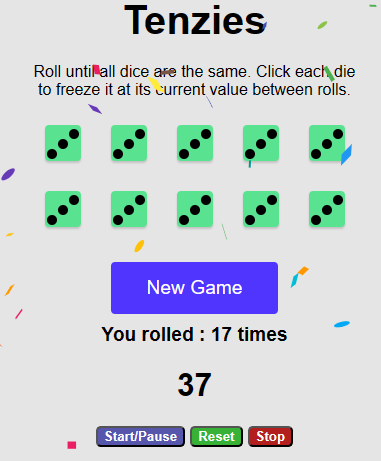 Tenzies
Roll until all dice are the same. Click each die
to freeze it at its current value between rolls.
New Game
You rolled : 17 times
37
Start/Pause Reset Stop